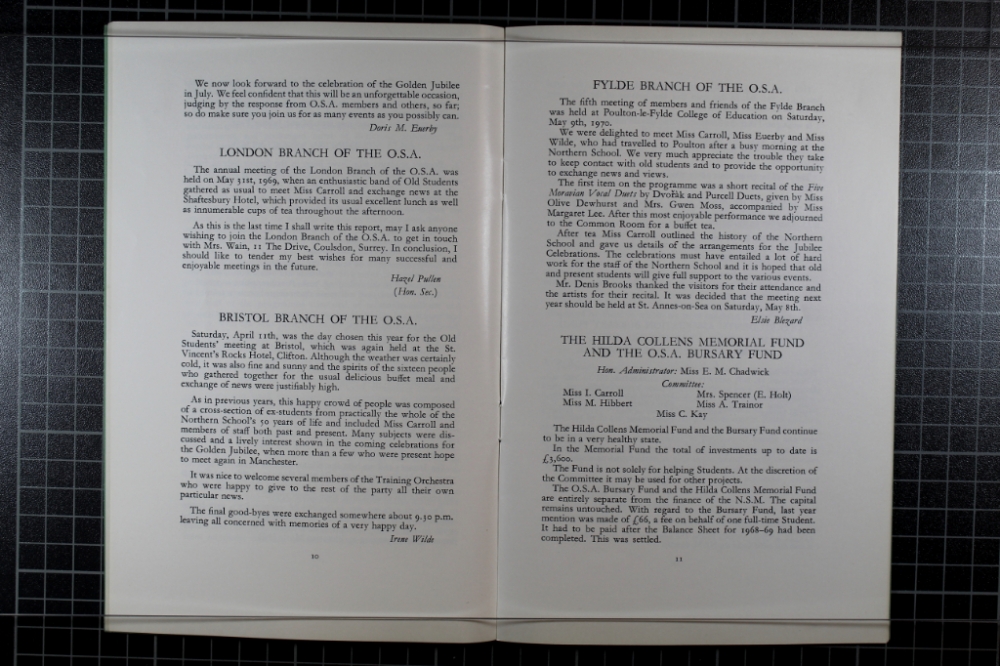 We now look forward to the celebration of the Golden Jubilee
in July. We feel confident that this will be an unforgettable occasion,
judging by the response from O.S.A. members and others, so far;
so do make sure you join us for as many events as you possibly can.
Doris M. Euerby
LONDON BRANCH OF THE O.S.A.
The annual meeting of the London Branch of the O.S.A. was
held on May 31st, 1969, when an enthusiastic band of Old Students
gathered as usual to meet Miss Carroll and exchange news at the
Shaftesbury Hotel, which provided its usual excellent lunch as well
as innumerable cups of tea throughout the afternoon.
As this is the last time I shall write this report, may I ask anyone
wishing to join the London Branch of the O.S.A. to get in touch
with Mrs. Wain, 11 The Drive, Coulsdon, Surrey. In conclusion, I
should like to tender my best wishes for many successful and
enjoyable meetings in the future.
Hazel Pullen
(Hon. Sec.)
BRISTOL BRANCH OF THE O.S.A.
Saturday, April 11th, was the day chosen this year for the Old
Students' meeting at Bristol, which was again held at the St.
Vincent's Rocks Hotel, Clifton. Although the weather was certainly
cold, it was also fine and sunny and the spirits of the sixteen people
who gathered together for the usual delicious buffet meal and
exchange of news were justifiably high.
As in previous years, this happy crowd of people was composed
of a cross-section of ex-students from practically the whole of the
Northern School's 50 years of life and included Miss Carroll and
members of staff both past and present. Many subjects were dis-
cussed and a lively interest shown in the coming celebrations for
the Golden Jubilee, when more than a few who were present hope
to meet again in Manchester.
It was nice to welcome several members of the Training Orchestra
who were happy to give to the rest of the party all their own
particular news.
The final good-byes were exchanged somewhere about 9.30 p.m.
leaving all concerned with memories of a very happy day.
Irene Wilde
10
FYLDE BRANCH OF THE O.S.A.
The fifth meeting of members and friends of the Fylde Branch
was held at Poulton-le-Fylde College of Education on Saturday,
May 9th, 1970.
We were delighted to meet Miss Carroll, Miss Euerby and Miss
Wilde, who had travelled to Poulton after a busy morning at the
Northern School. We very much appreciate the trouble they take
to keep contact with old students and to provide the opportunity
to exchange news and views.
The first item on the programme was a short recital of the Five
Moravian Vocal Duets by Dvořák and Purcell Duets, given by Miss
Olive Dewhurst and Mrs. Gwen Moss, accompanied by Miss
Margaret Lee. After this most enjoyable performance we adjourned
to the Common Room for a buffet tea.
After tea Miss Carroll outlined the history of the Northern
School and gave us details of the arrangements for the Jubilee
Celebrations. The celebrations must have entailed a lot of hard
work for the staff of the Northern School and it is hoped that old
and present students will give full support to the various events.
Mr. Denis Brooks thanked the visitors for their attendance and
the artists for their recital. It was decided that the meeting next
year should be held at St. Annes-on-Sea on Saturday, May 8th.
Elsie Blezard
THE HILDA COLLENS MEMORIAL FUND
AND THE O.S.A. BURSARY FUND
Hon. Administrator: Miss E. M. Chadwick
Committee:
Miss I. Carroll Mrs. Spencer (E. Holt)
Miss M. Hibbert Miss A. Trainor
Miss C. Kay
The Hilda Collens Memorial Fund and the Bursary Fund continue
to be in a very healthy state.
In the Memorial Fund the total of investments up to date is
£3,600.
The Fund is not solely for helping Students. At the discretion of
the Committee it may be used for other projects.
The O.S.A. Bursary Fund and the Hilda Collens Memorial Fund
are entirely separate from the finance of the N.S.M. The capital
remains untouched. With regard to the Bursary Fund, last year
mention was made of £66, a fee on behalf of one full-time Student.
It had to be paid after the Balance Sheet for 1968-69 had been
completed. This was settled.
11